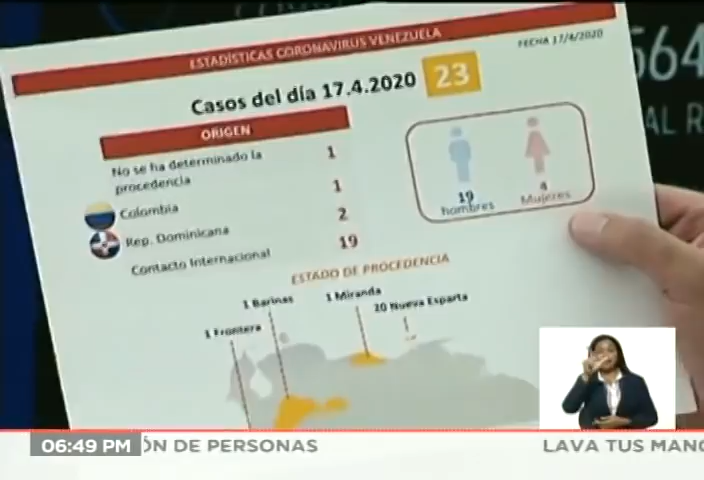 ESTADÍSTICAS CORONAVIRUS VENEZUELA
FECHA 17/4/2020
Casos del día 17.4.2020 23
ORIGEN
No se ha determinado la procedencia 1
Colombia 1
Rep. Dominicana 2
Contacto Internacional 19
19 hombres
4 Mujeres
ESTADO DE PROCEDENCIA
1 Frontera
1 Barinas
1 Miranda
20 Nueva Esparta
564
AL R
06:49 PM
ÓN DE PERSONAS
LAVA TUS MANO